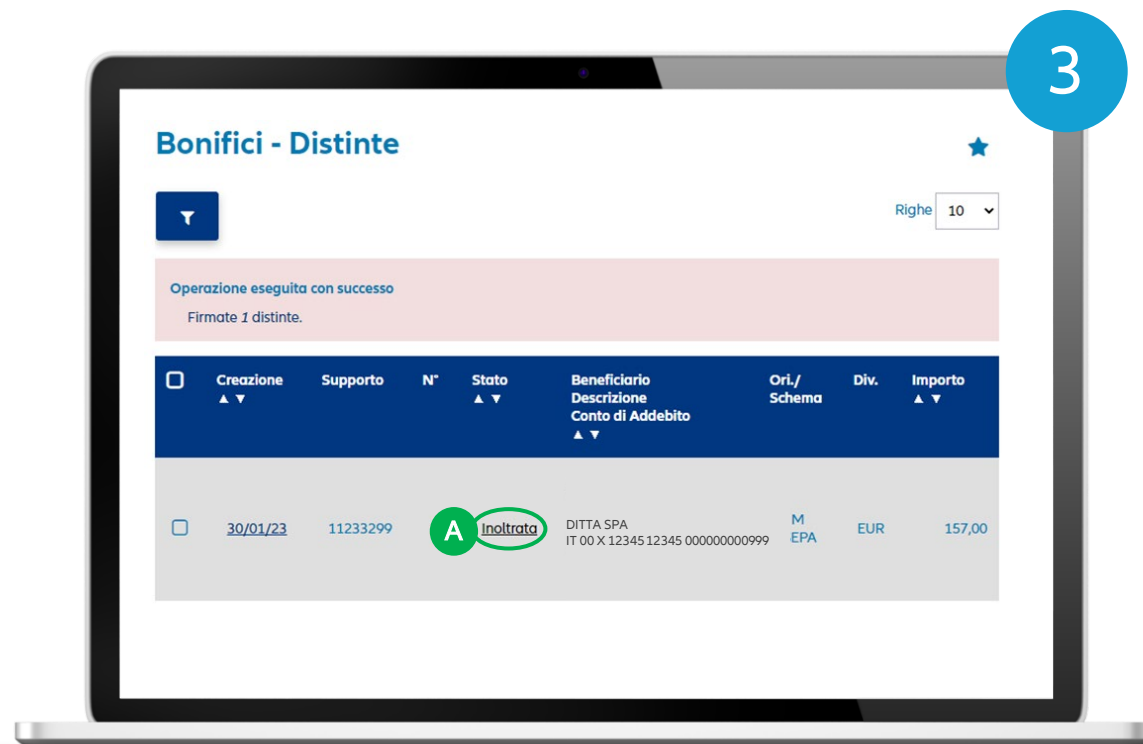 3
Bonifici - Distinte
Righe 10
Operazione eseguita con successo
Firmate 1 distinte.
Creazione Supporto N° Stato Beneficiario Ori./ Div. Importo
Descrizione Schema
Conto di Addebito
30/01/23 11233299 A Inoltrata DITTA SPA M EUR 157,00
IT 00 X 1234512345 000000000999 EPA